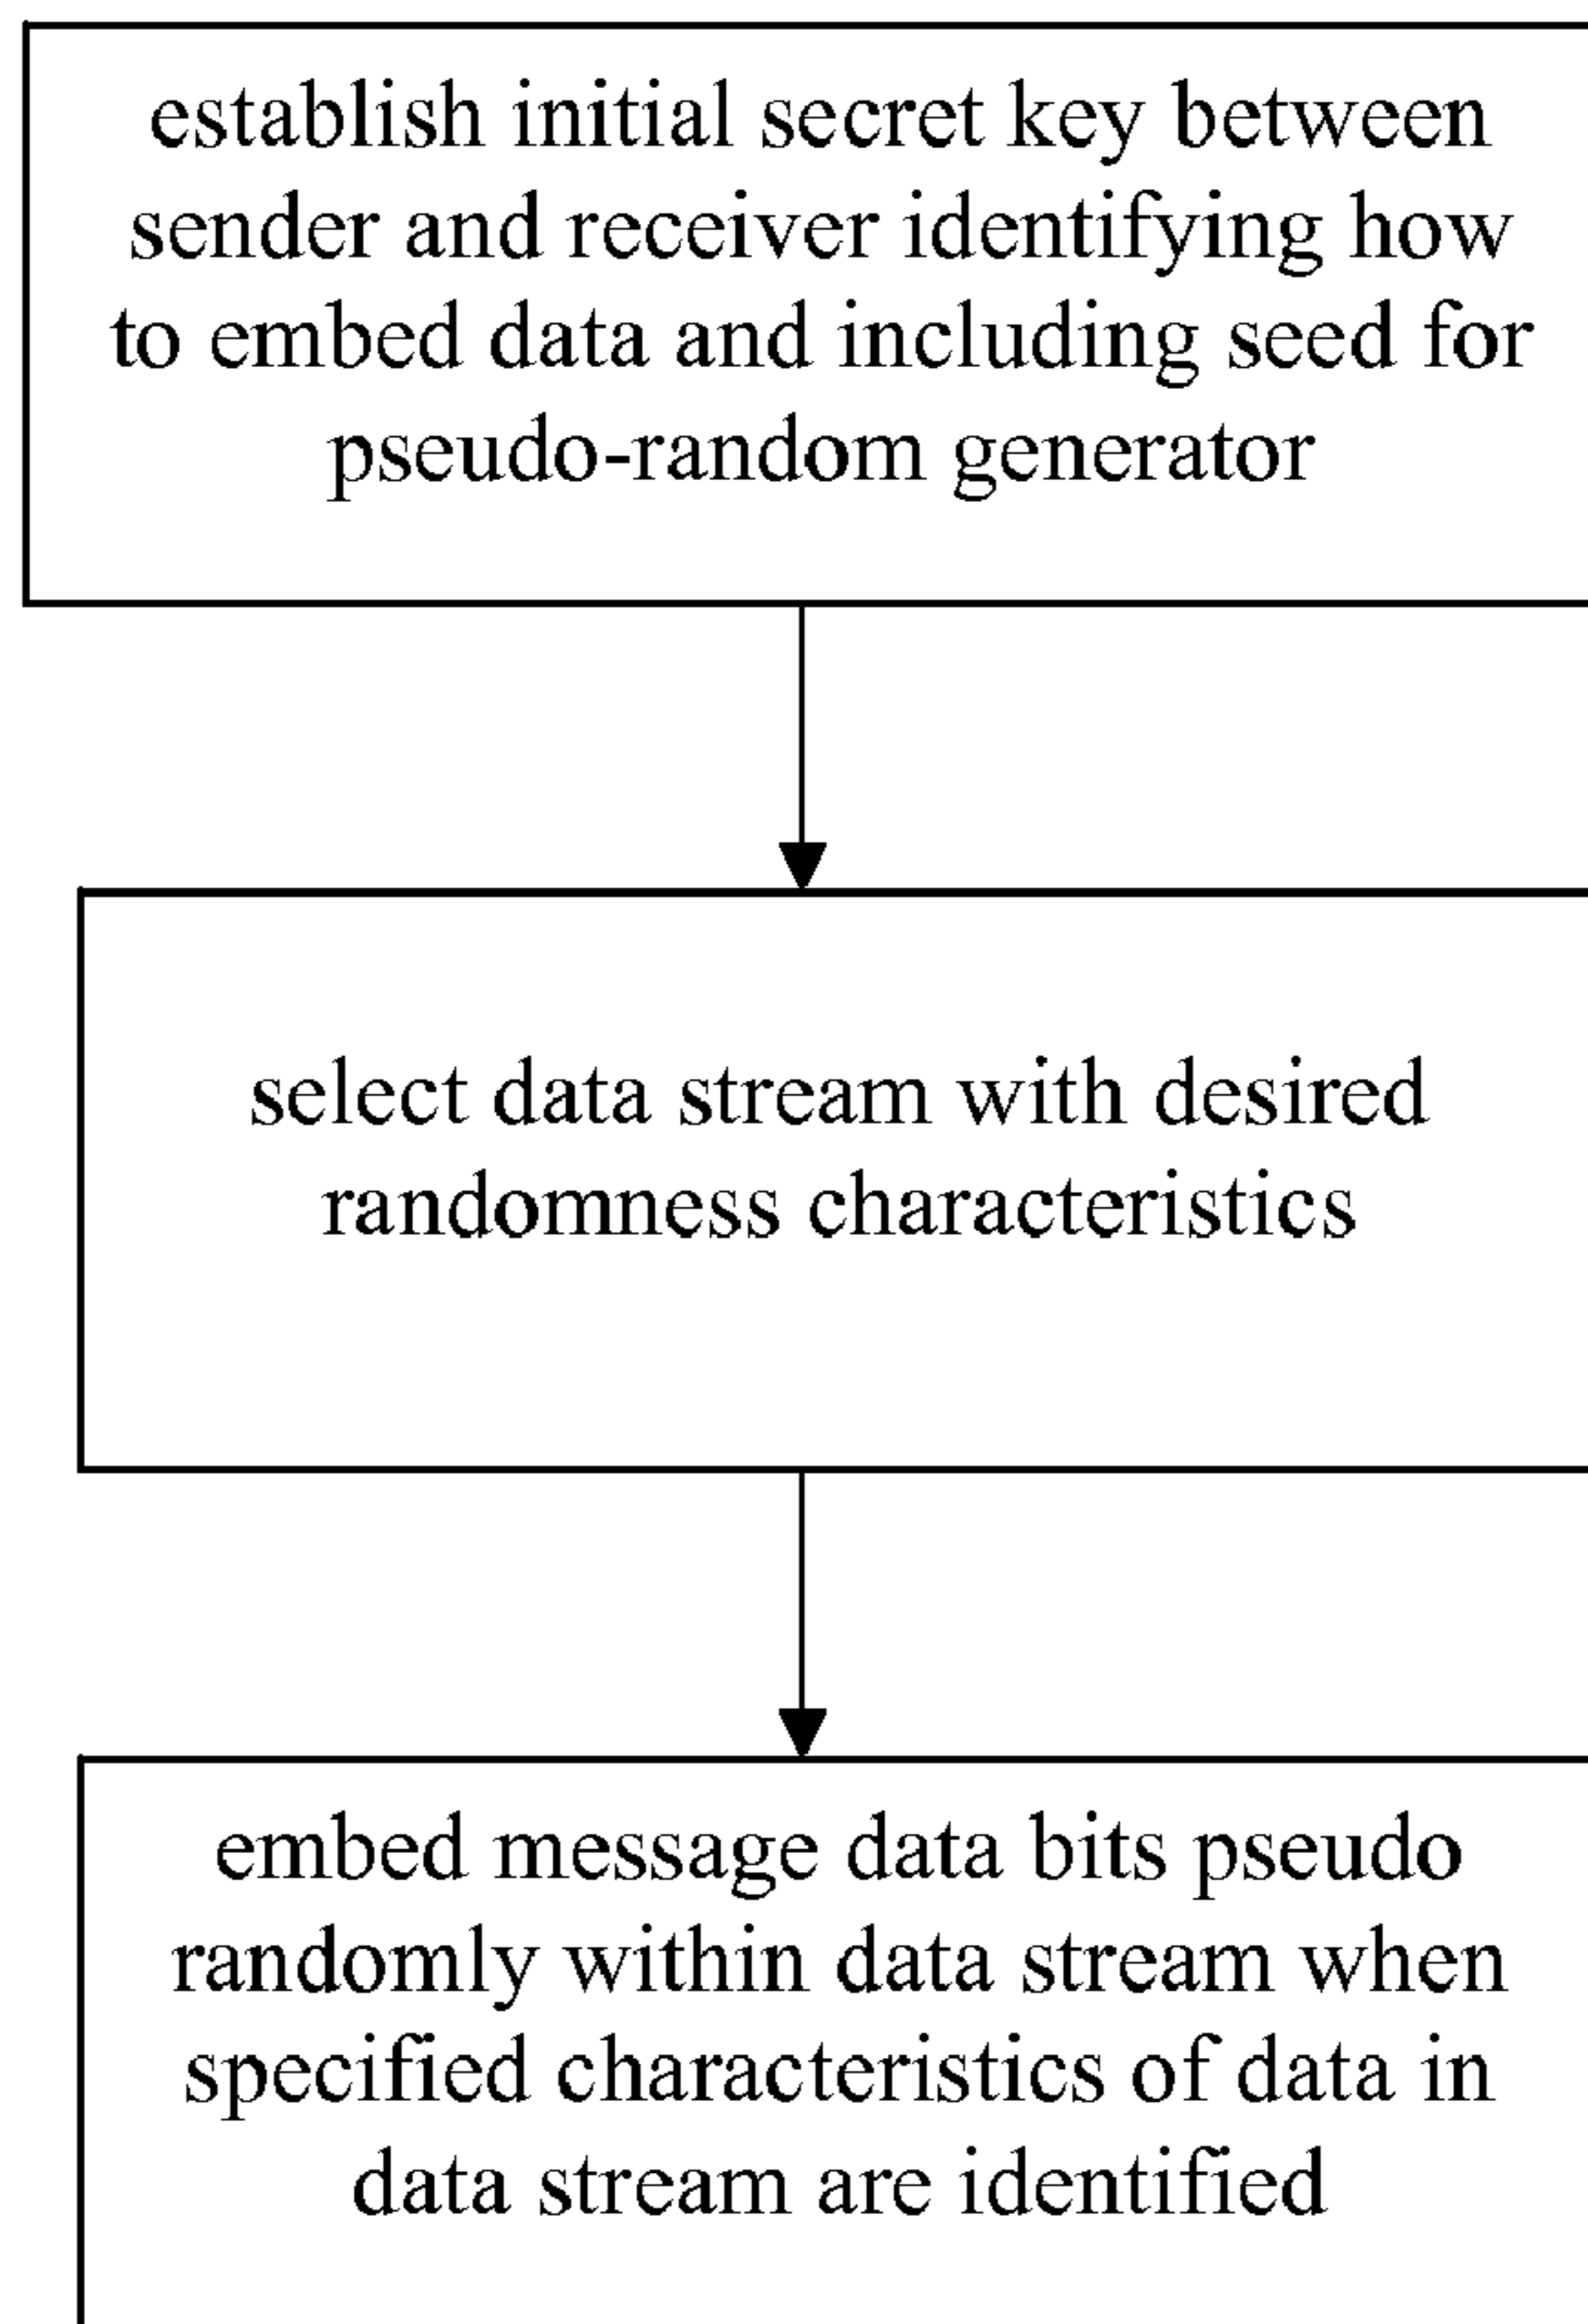 establish initial secret key between
sender and receiver identifying how
to embed data and including seed for
pseudo-random generator
select data stream with desired
randomness characteristics
embed message data bits pseudo
randomly within data stream when
specified characteristics of data in
data stream are identified